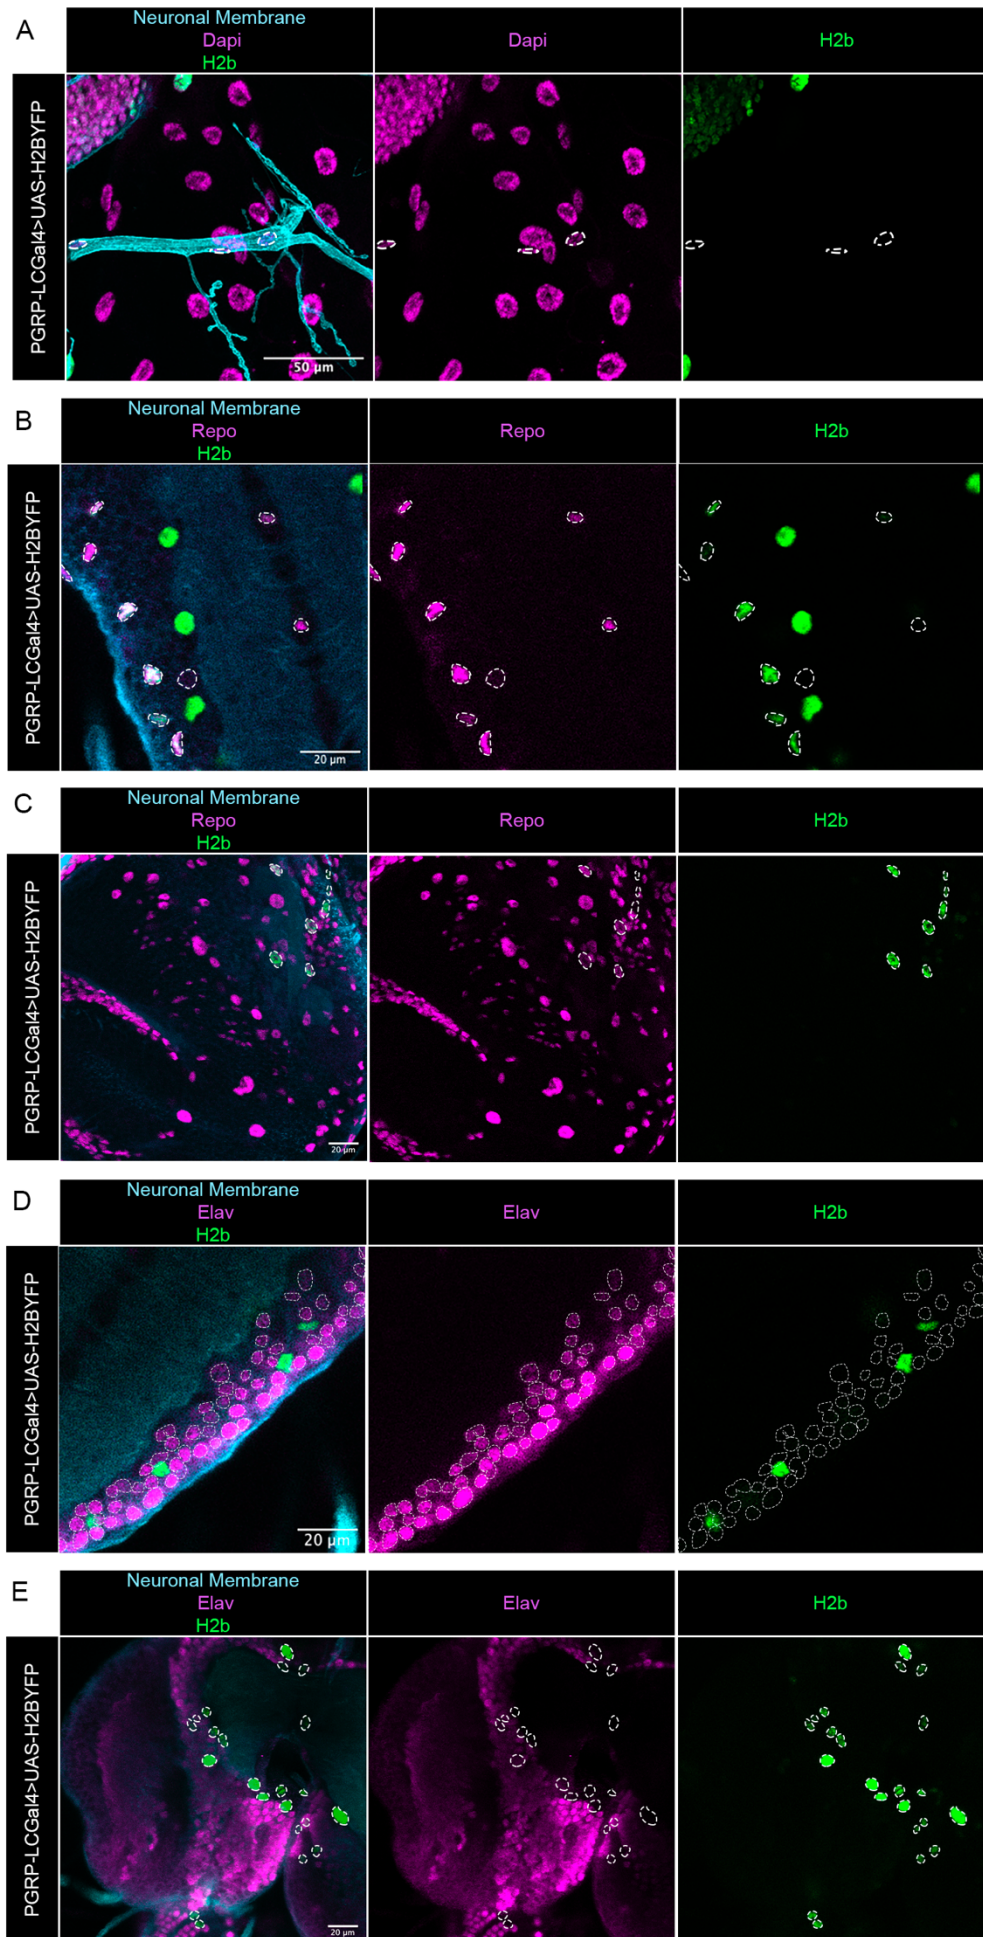 A
Neuronal Membrane
Dapi
H2b
Dapi
H2b
PGRP-LCGal4>UAS-H2BYFP
50 µm
B
Neuronal Membrane
Repo
H2b
Repo
H2b
PGRP-LCGal4>UAS-H2BYFP
20 µm
C
Neuronal Membrane
Repo
H2b
Repo
H2b
PGRP-LCGal4>UAS-H2BYFP
20 µm
D
Neuronal Membrane
Elav
H2b
Elav
H2b
PGRP-LCGal4>UAS-H2BYFP
20 µm
E
Neuronal Membrane
Elav
H2b
Elav
H2b
PGRP-LCGal4>UAS-H2BYFP
20 µm